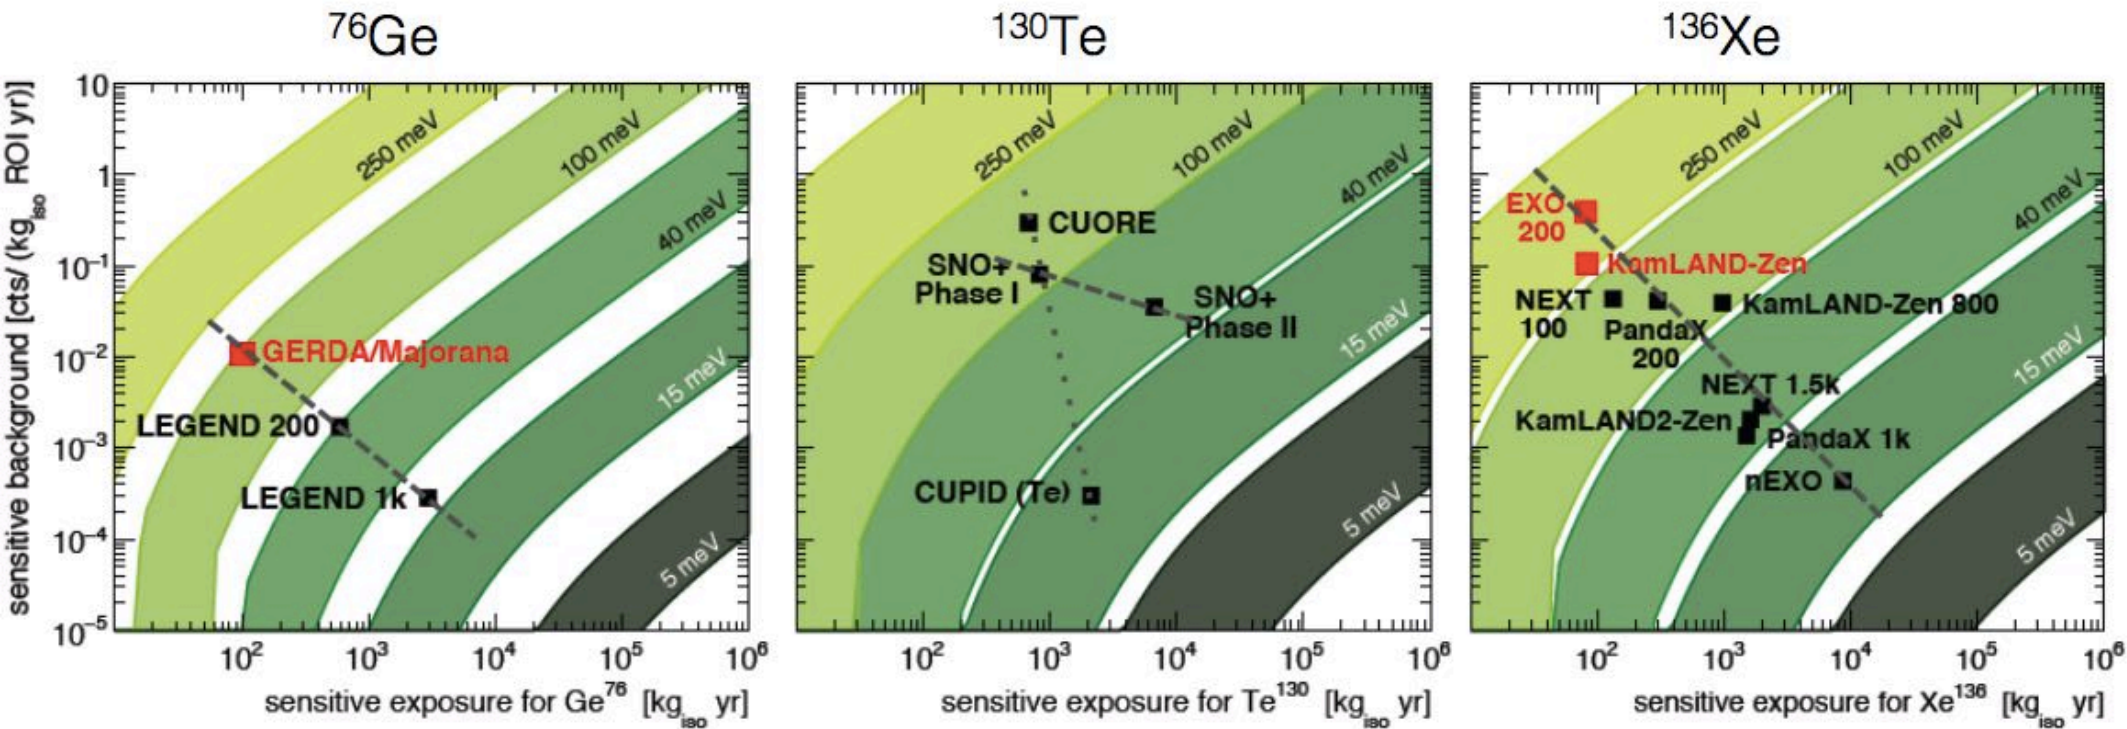 76Ge
130Te
136Xe
sensitive background [cts/ (kg_iso ROI yr)]
10
1
10−1
10−2
10−3
10−4
10−5
250 meV
100 meV
40 meV
15 meV
5 meV
GERDA/Majorana
LEGEND 200
LEGEND 1k
10^2
10^3
10^4
10^5
10^6
sensitive exposure for Ge^76 [kg_iso yr]
250 meV
100 meV
40 meV
15 meV
5 meV
CUORE
SNO+
Phase I
SNO+
Phase II
CUPID (Te)
10^2
10^3
10^4
10^5
10^6
sensitive exposure for Te^130 [kg_iso yr]
250 meV
100 meV
40 meV
15 meV
5 meV
EXO
200
KamLAND-Zen
NEXT
100
PandaX
200
KamLAND-Zen 800
NEXT 1.5k
KamLAND2-Zen
PandaX 1k
nEXO
10^2
10^3
10^4
10^5
10^6
sensitive exposure for Xe^136 [kg_iso yr]